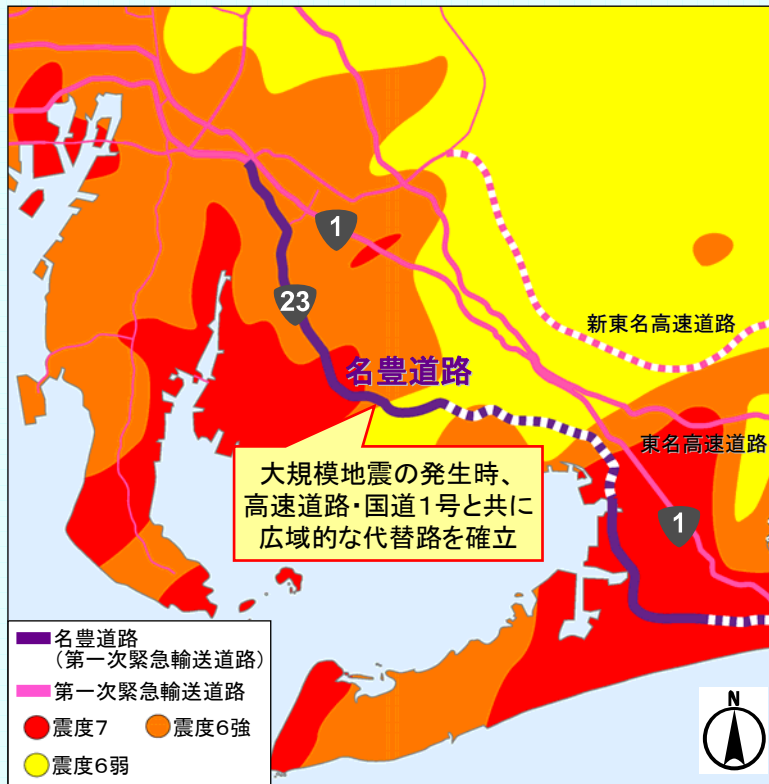 1
23
新東名高速道路
名豊道路
東名高速道路
大規模地震の発生時、
高速道路・国道1号と共に
広域的な代替路を確立
1
名豊道路
(第一次緊急輸送道路)
第一次緊急輸送道路
震度7 震度6強
震度6弱
N